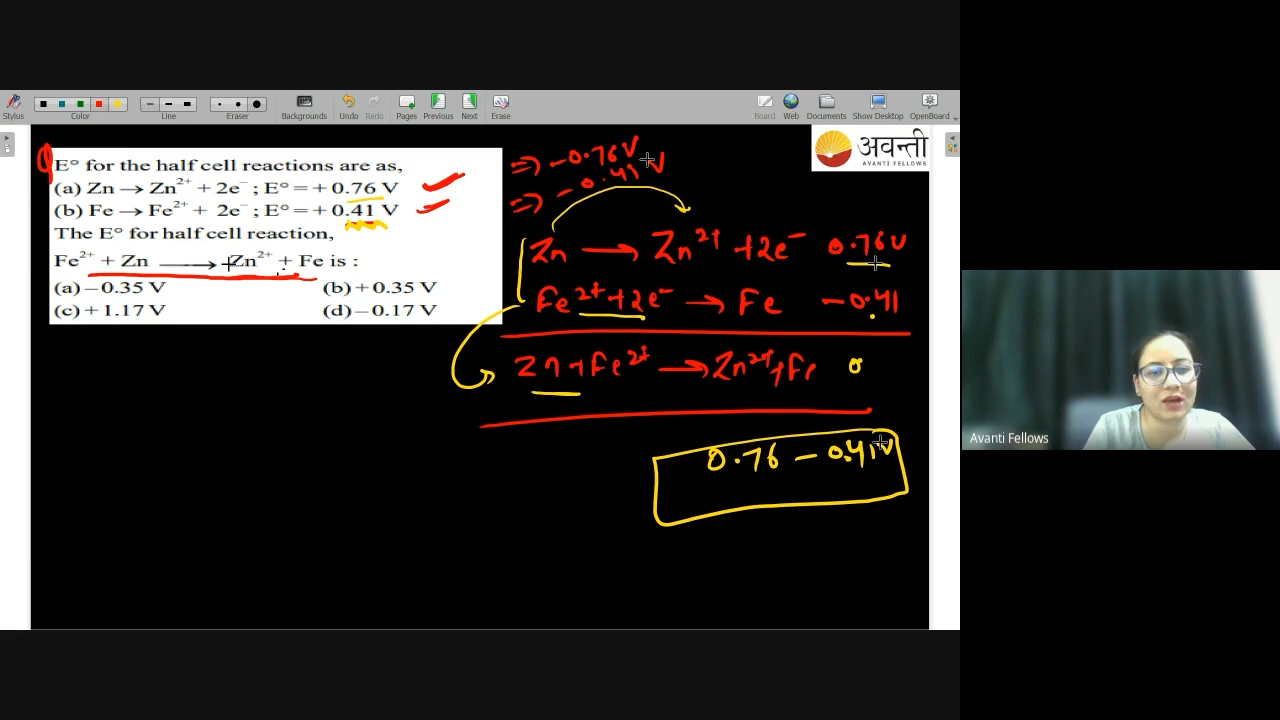 Stylus
Color
Line
Eraser
Backgrounds
Undo
Redo
Pages
Previous
Next
Erase
Board
Web
Documents
Show Desktop
OpenBoard
अवन्ती
AVANTI FELLOWS
Q E° for the half cell reactions are as,
(a) Zn → Zn²⁺ + 2e⁻ ; E° = + 0.76 V
(b) Fe → Fe²⁺ + 2e⁻ ; E° = + 0.41 V
The E° for half cell reaction,
Fe²⁺ + Zn → Zn²⁺ + Fe is :
(a) – 0.35 V (b) + 0.35 V
(c) + 1.17 V (d) – 0.17 V
⇒ -0.76V
⇒ -0.41 V
Zn → Zn²⁺ + 2e⁻ 0.76V
Fe²⁺ + 2e⁻ → Fe -0.41
Zn + Fe²⁺ → Zn²⁺ + Fe 0
0.76 - 0.41V
Avanti Fellows